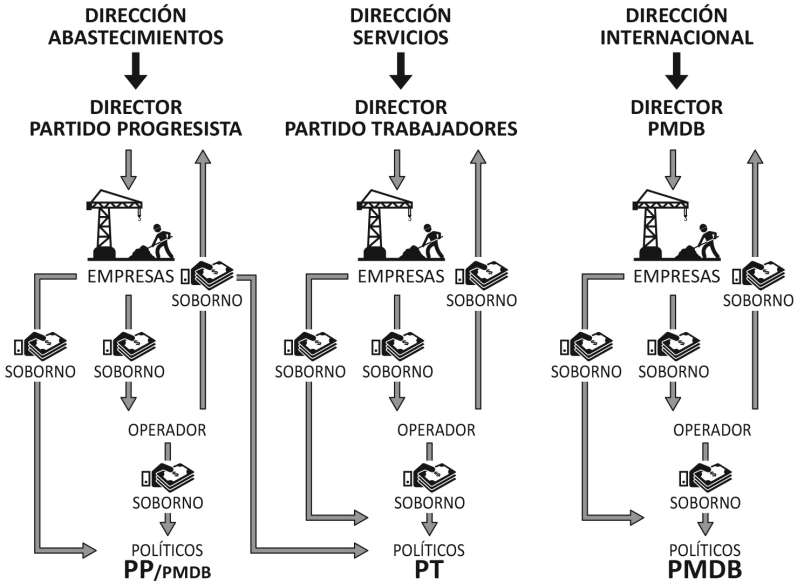 DIRECCIÓN
ABASTECIMIENTOS
DIRECTOR
PARTIDO PROGRESISTA
EMPRESAS
SOBORNO
SOBORNO
SOBORNO
OPERADOR
SOBORNO
POLÍTICOS
PP/PMDB
DIRECCIÓN
SERVICIOS
DIRECTOR
PARTIDO TRABAJADORES
EMPRESAS
SOBORNO
SOBORNO
SOBORNO
OPERADOR
SOBORNO
POLÍTICOS
PT
DIRECCIÓN
INTERNACIONAL
DIRECTOR
PMDB
EMPRESAS
SOBORNO
SOBORNO
SOBORNO
OPERADOR
SOBORNO
POLÍTICOS
PMDB